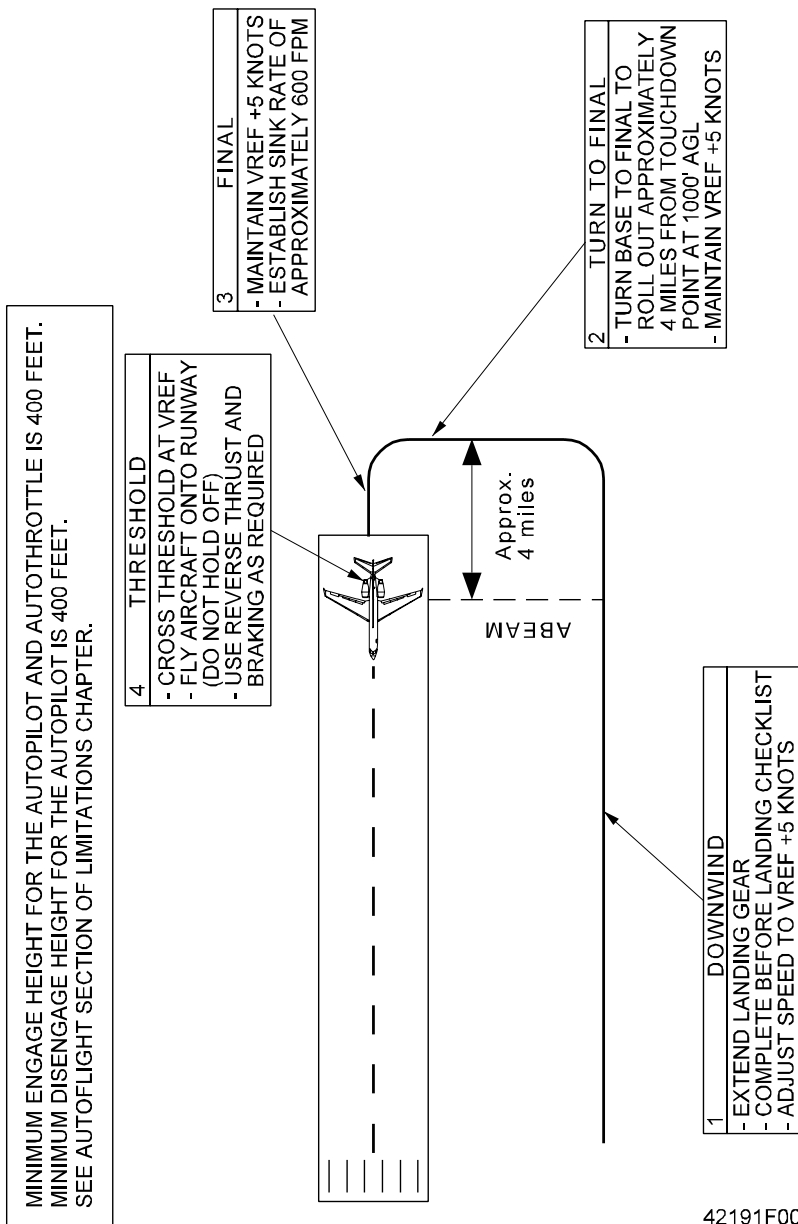 MINIMUM ENGAGE HEIGHT FOR THE AUTOPILOT AND AUTOTHROTTLE IS 400 FEET.
MINIMUM DISENGAGE HEIGHT FOR THE AUTOPILOT IS 400 FEET.
SEE AUTOFLIGHT SECTION OF LIMITATIONS CHAPTER.
4 THRESHOLD
- CROSS THRESHOLD AT VREF
- FLY AIRCRAFT ONTO RUNWAY
(DO NOT HOLD OFF)
- USE REVERSE THRUST AND
BRAKING AS REQUIRED
3 FINAL
- MAINTAIN VREF +5 KNOTS
- ESTABLISH SINK RATE OF
APPROXIMATELY 600 FPM
ABEAM
Approx.
4 miles
2 TURN TO FINAL
- TURN BASE TO FINAL TO
ROLL OUT APPROXIMATELY
4 MILES FROM TOUCHDOWN
POINT AT 1000' AGL
- MAINTAIN VREF +5 KNOTS
1 DOWNWIND
- EXTEND LANDING GEAR
- COMPLETE BEFORE LANDING CHECKLIST
- ADJUST SPEED TO VREF +5 KNOTS